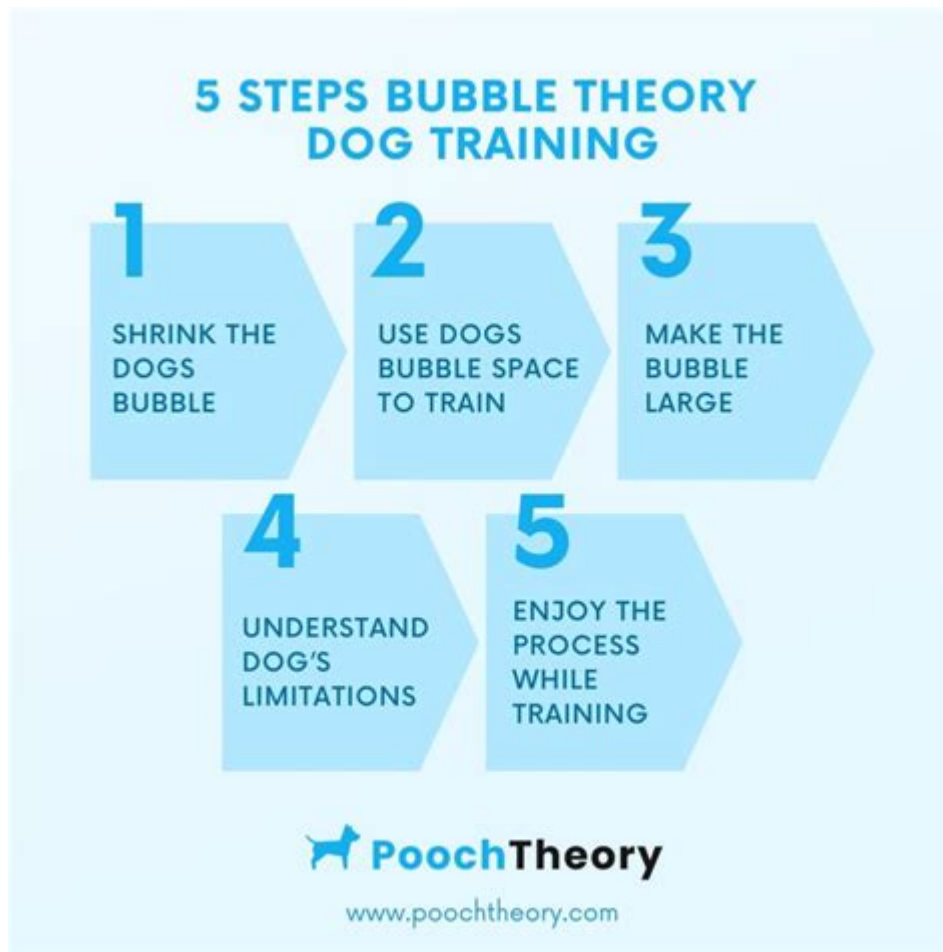 5 STEPS BUBBLE THEORY
DOG TRAINING
1
SHRINK THE
DOGS
BUBBLE
2
USE DOGS
BUBBLE SPACE
TO TRAIN
3
MAKE THE
BUBBLE
LARGE
4
UNDERSTAND
DOG'S
LIMITATIONS
5
ENJOY THE
PROCESS
WHILE
TRAINING
PoochTheory
www.poochtheory.com